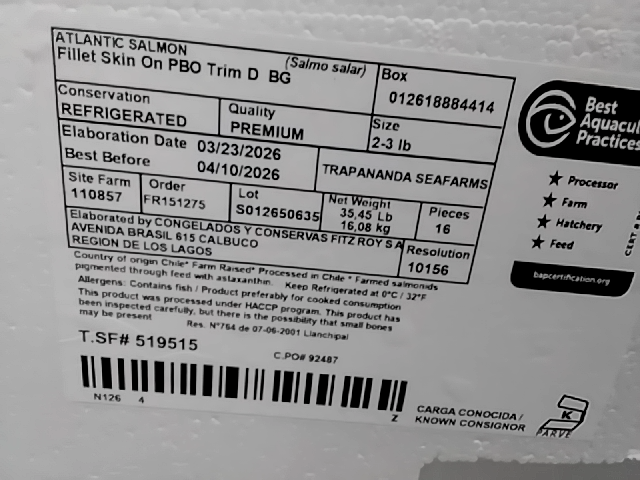 ATLANTIC SALMON
(Salmo salar)
Fillet Skin On PBO Trim D BG
Box
012618884414
Conservation
REFRIGERATED
Quality
PREMIUM
Size
2-3 lb
Elaboration Date 03/23/2026
Best Before 04/10/2026
TRAPANANDA SEAFARMS
Site Farm
110857
Order
FR151275
Lot
S012650635
Net Weight
35,45 Lb
16,08 kg
Pieces
16
Elaborated by CONGELADOS Y CONSERVAS FITZ ROY S A
AVENIDA BRASIL 615 CALBUCO
REGION DE LOS LAGOS
Resolution
10156
Country of origin Chile* Farm Raised* Processed in Chile * Farmed salmonids
pigmented through feed with astaxanthin. Keep Refrigerated at 0°C / 32°F
Allergens: Contains fish / Product preferably for cooked consumption
This product was processed under HACCP program. This product has
been inspected carefully, but there is the possibility that small bones
may be present
Res. N°764 de 07-06-2001 Llanchipal
T.SF# 519515
C.PO# 92487
N126 4
Z
CARGA CONOCIDA /
KNOWN CONSIGNOR
K
PARVE
Best
Aquacul
Practices
Processor
Farm
Hatchery
Feed
bapcertification.org